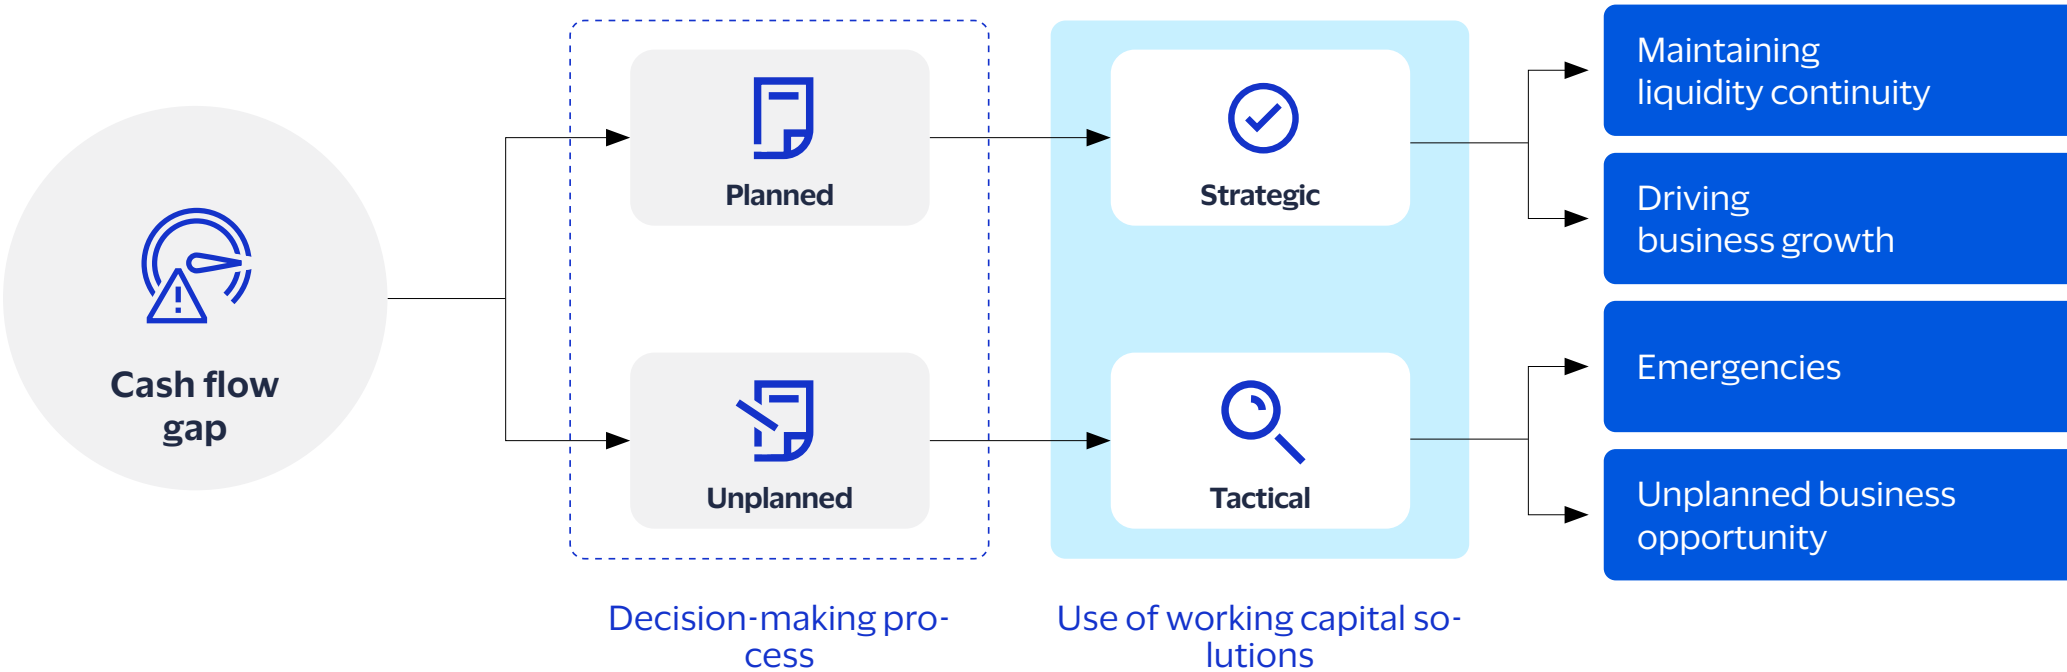 Cash flow
gap
Planned
Unplanned
Decision-making pro-
cess
Strategic
Tactical
Use of working capital so-
lutions
Maintaining
liquidity continuity
Driving
business growth
Emergencies
Unplanned business
opportunity